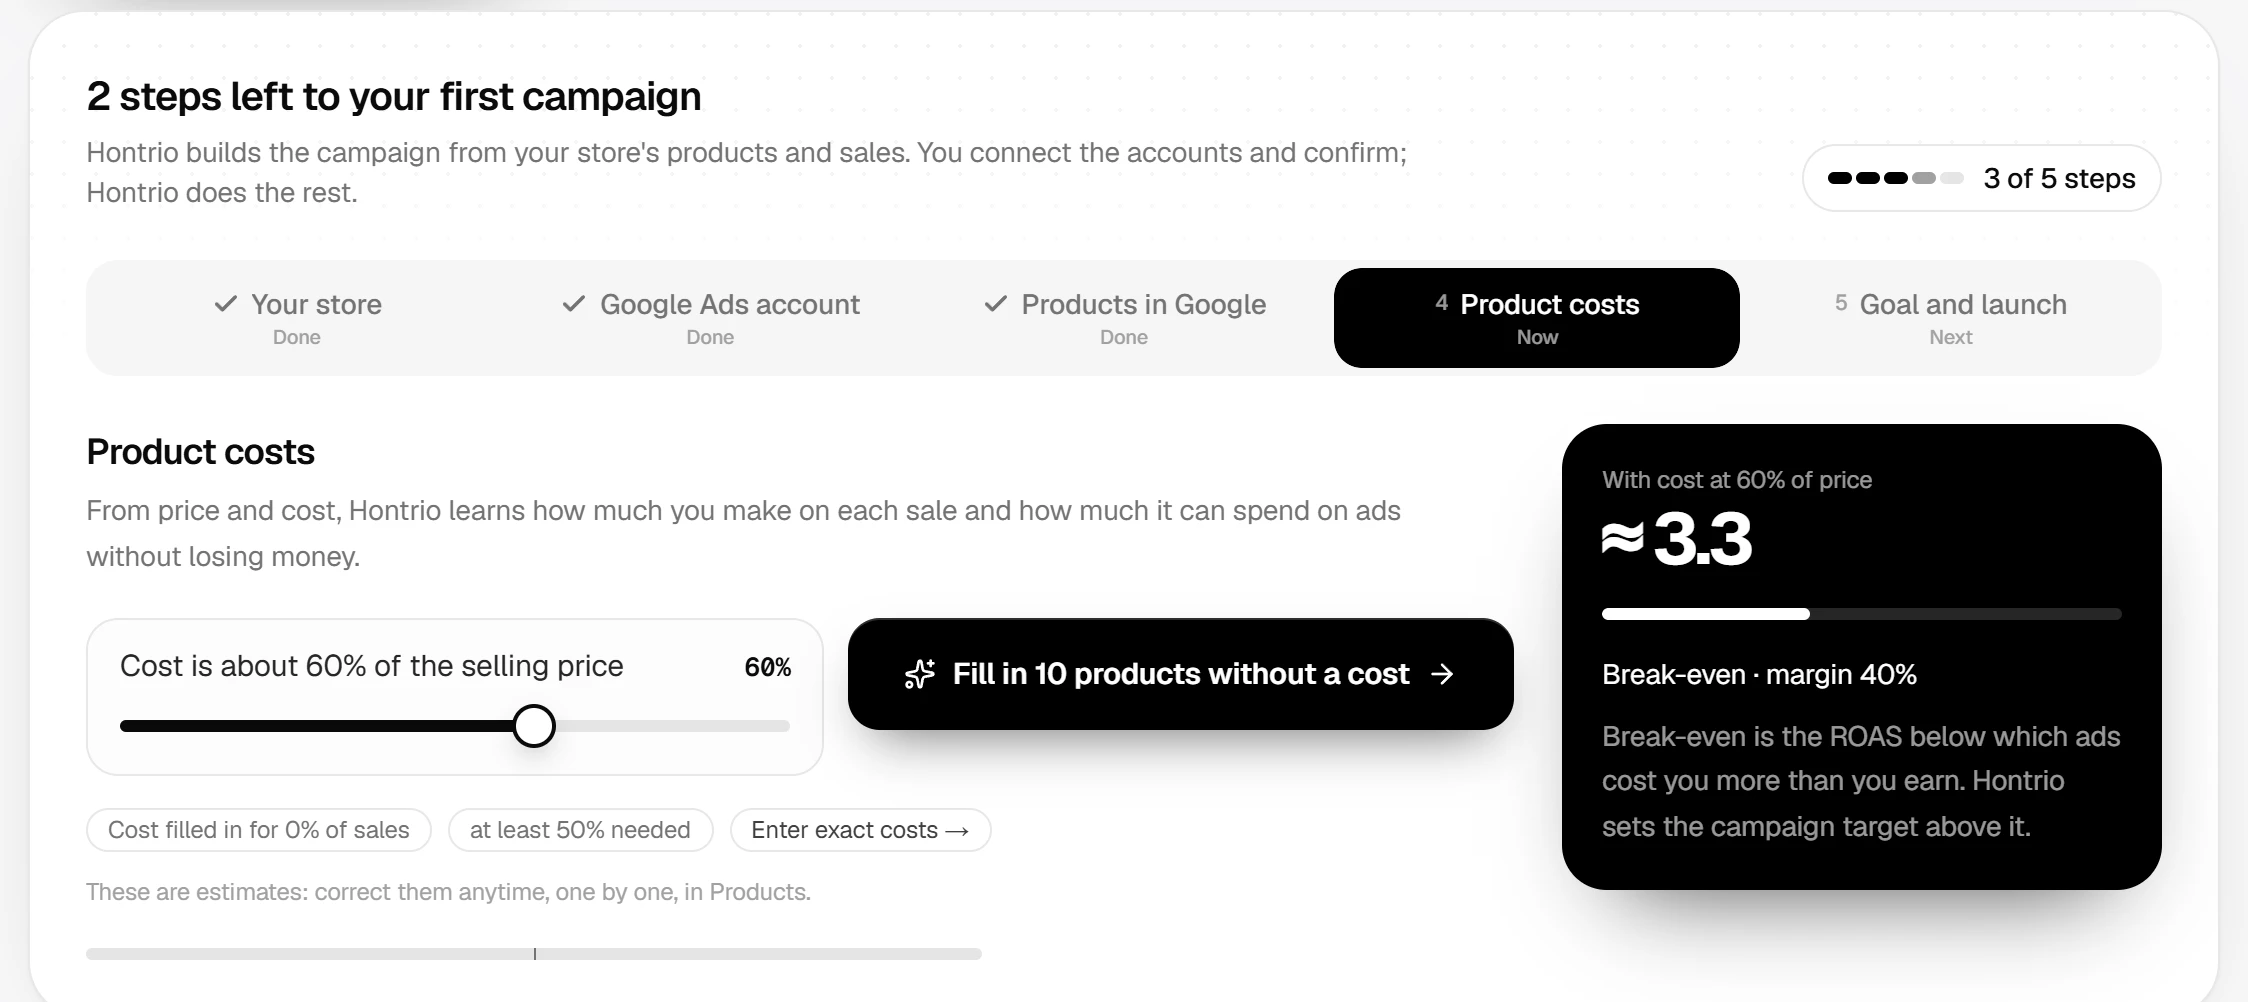 2 steps left to your first campaign
Hontrio builds the campaign from your store's products and sales. You connect the accounts and confirm;
Hontrio does the rest.
3 of 5 steps
Your store
Done
Google Ads account
Done
Products in Google
Done
4 Product costs
Now
5 Goal and launch
Next
Product costs
From price and cost, Hontrio learns how much you make on each sale and how much it can spend on ads
without losing money.
Cost is about 60% of the selling price 60%
Fill in 10 products without a cost →
Cost filled in for 0% of sales
at least 50% needed
Enter exact costs →
These are estimates: correct them anytime, one by one, in Products.
With cost at 60% of price
≈ 3.3
Break-even · margin 40%
Break-even is the ROAS below which ads
cost you more than you earn. Hontrio
sets the campaign target above it.